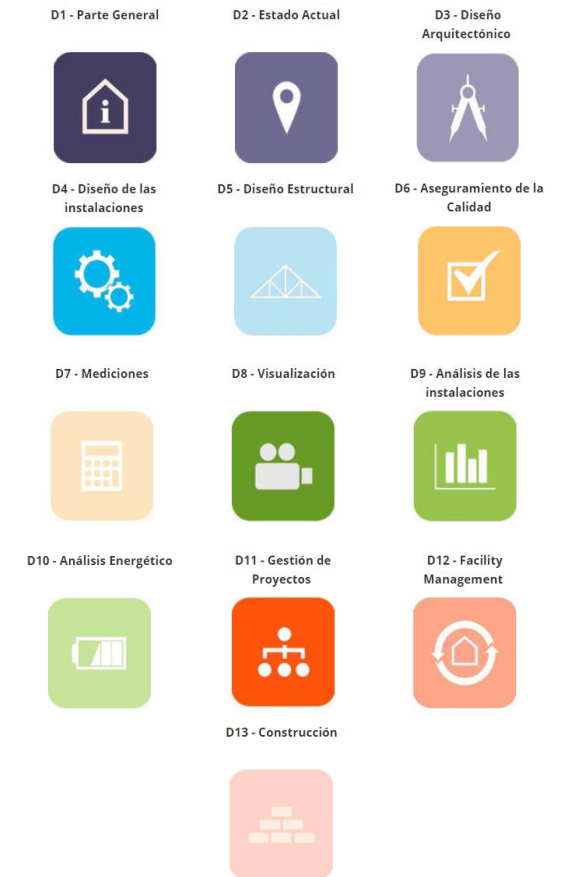 D1 - Parte General
D2 - Estado Actual
D3 - Diseño
Arquitectónico
D4 - Diseño de las
instalaciones
D5 - Diseño Estructural
D6 - Aseguramiento de la
Calidad
D7 - Mediciones
D8 - Visualización
D9 - Análisis de las
instalaciones
D10 - Análisis Energético
D11 - Gestión de
Proyectos
D12 - Facility
Management
D13 - Construcción